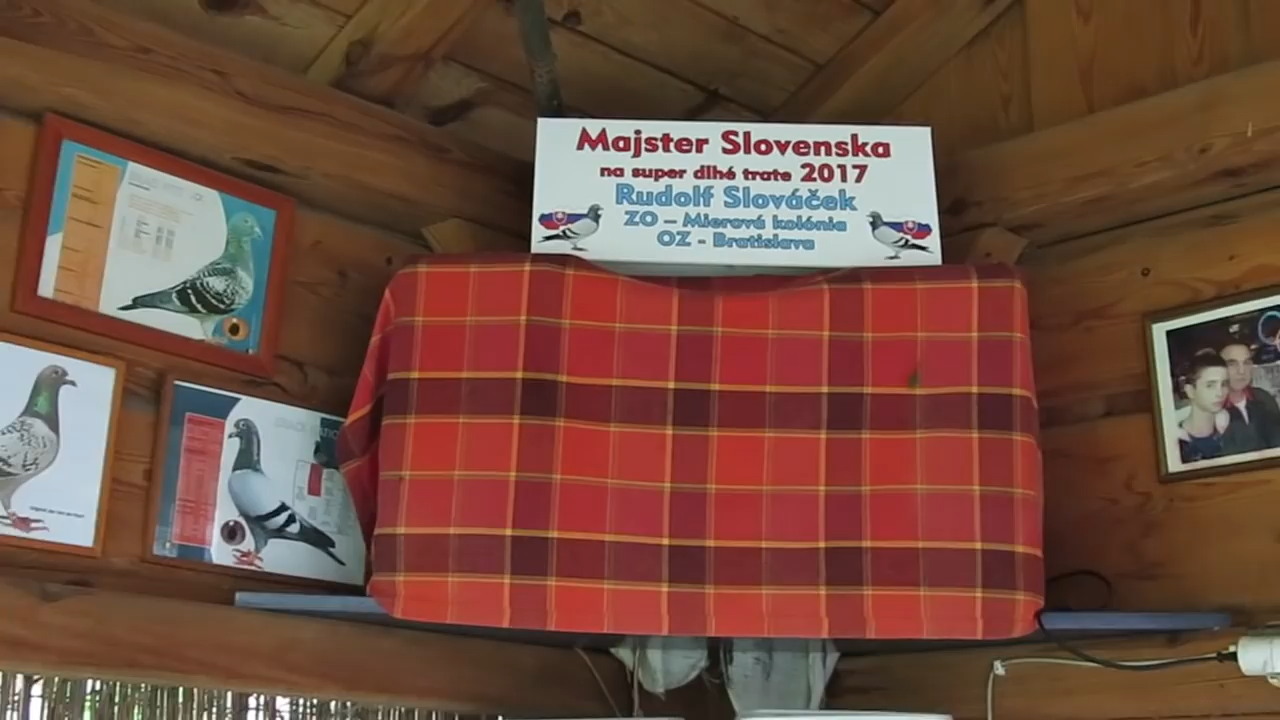 Majster Slovenska
na super dlhé trate 2017
Rudolf Slováček
ZO – Mierová kolónia
OZ - Bratislava